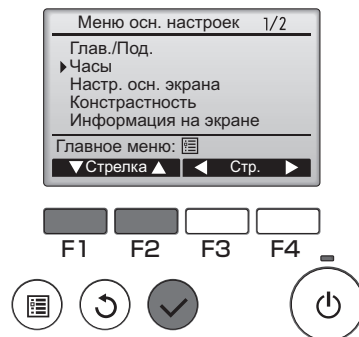 Меню осн. настроек 1/2
Глав./Под.
Часы
Настр. осн. экрана
Констрастность
Информация на экране
Главное меню:
▼Стрелка▲ ◀ Стр. ▶
F1 F2 F3 F4